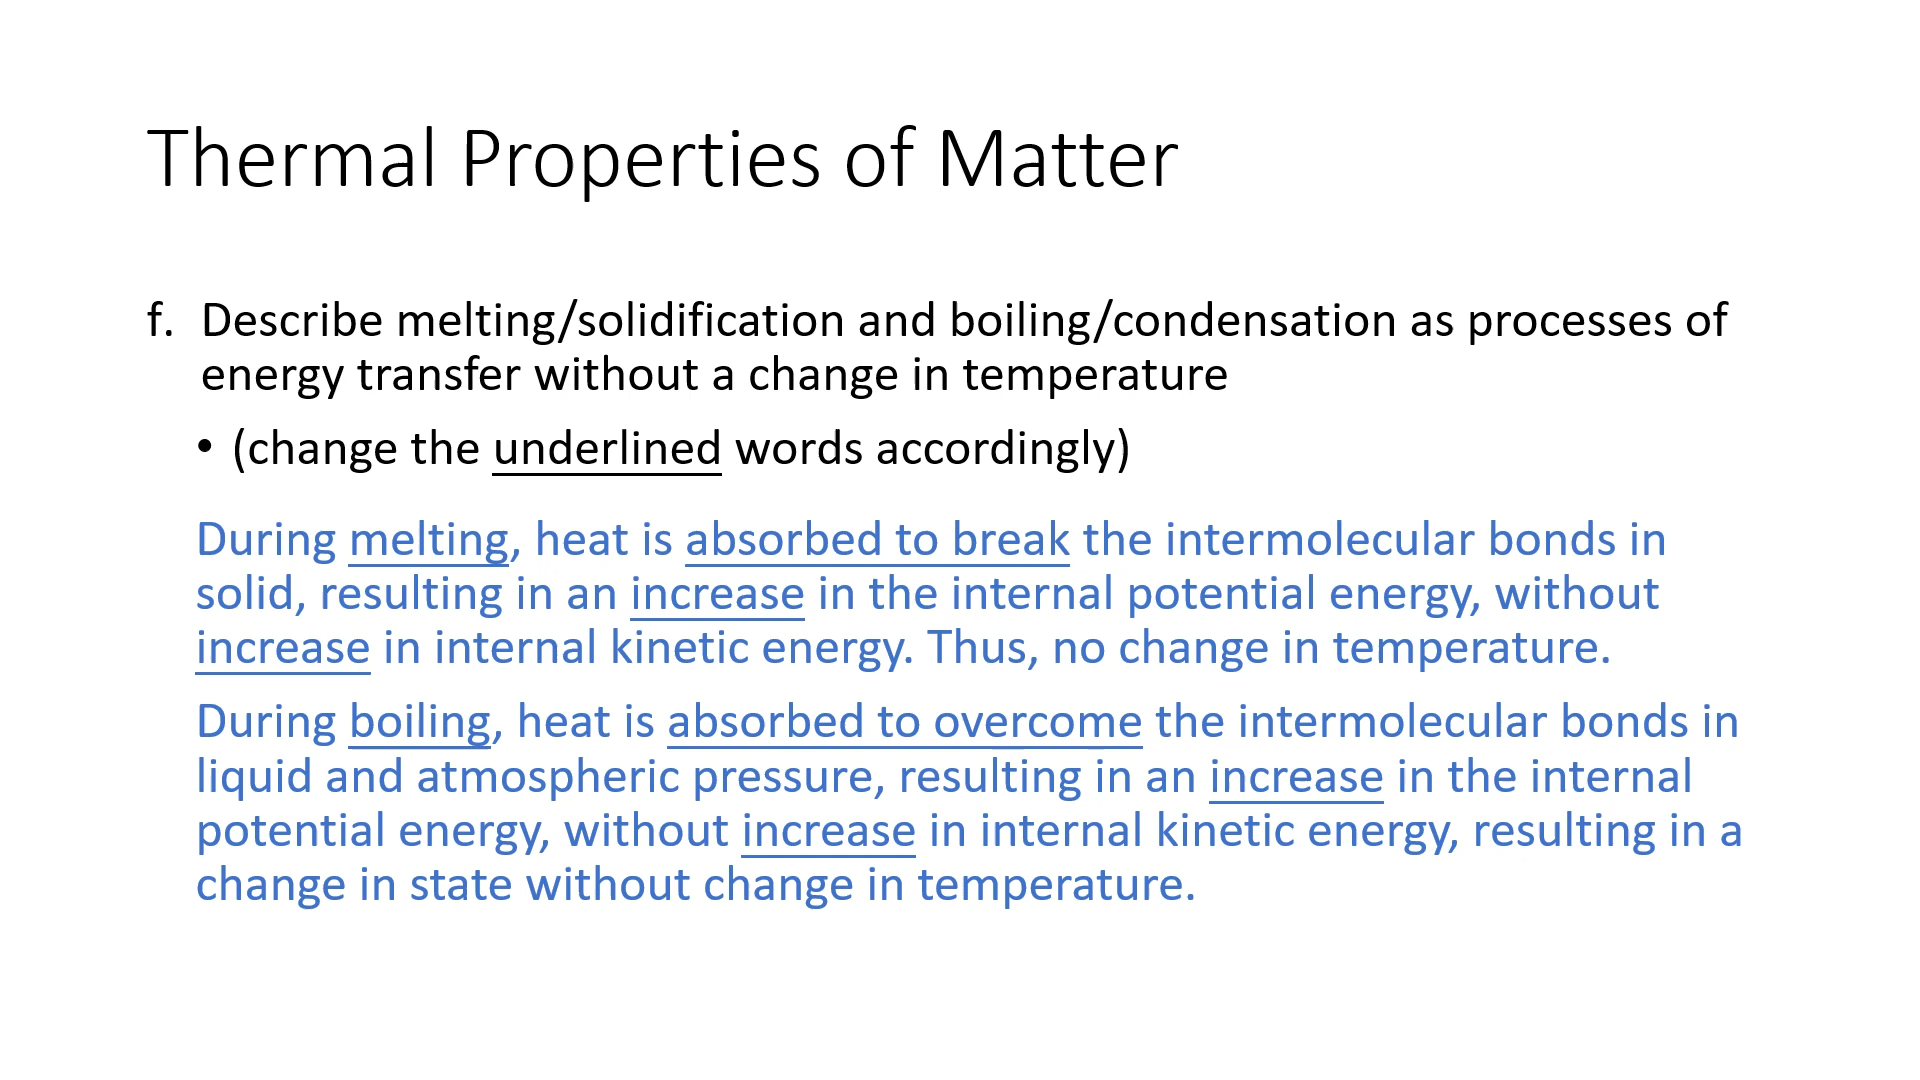 Thermal Properties of Matter
f. Describe melting/solidification and boiling/condensation as processes of
energy transfer without a change in temperature
• (change the underlined words accordingly)
During melting, heat is absorbed to break the intermolecular bonds in
solid, resulting in an increase in the internal potential energy, without
increase in internal kinetic energy. Thus, no change in temperature.
During boiling, heat is absorbed to overcome the intermolecular bonds in
liquid and atmospheric pressure, resulting in an increase in the internal
potential energy, without increase in internal kinetic energy, resulting in a
change in state without change in temperature.